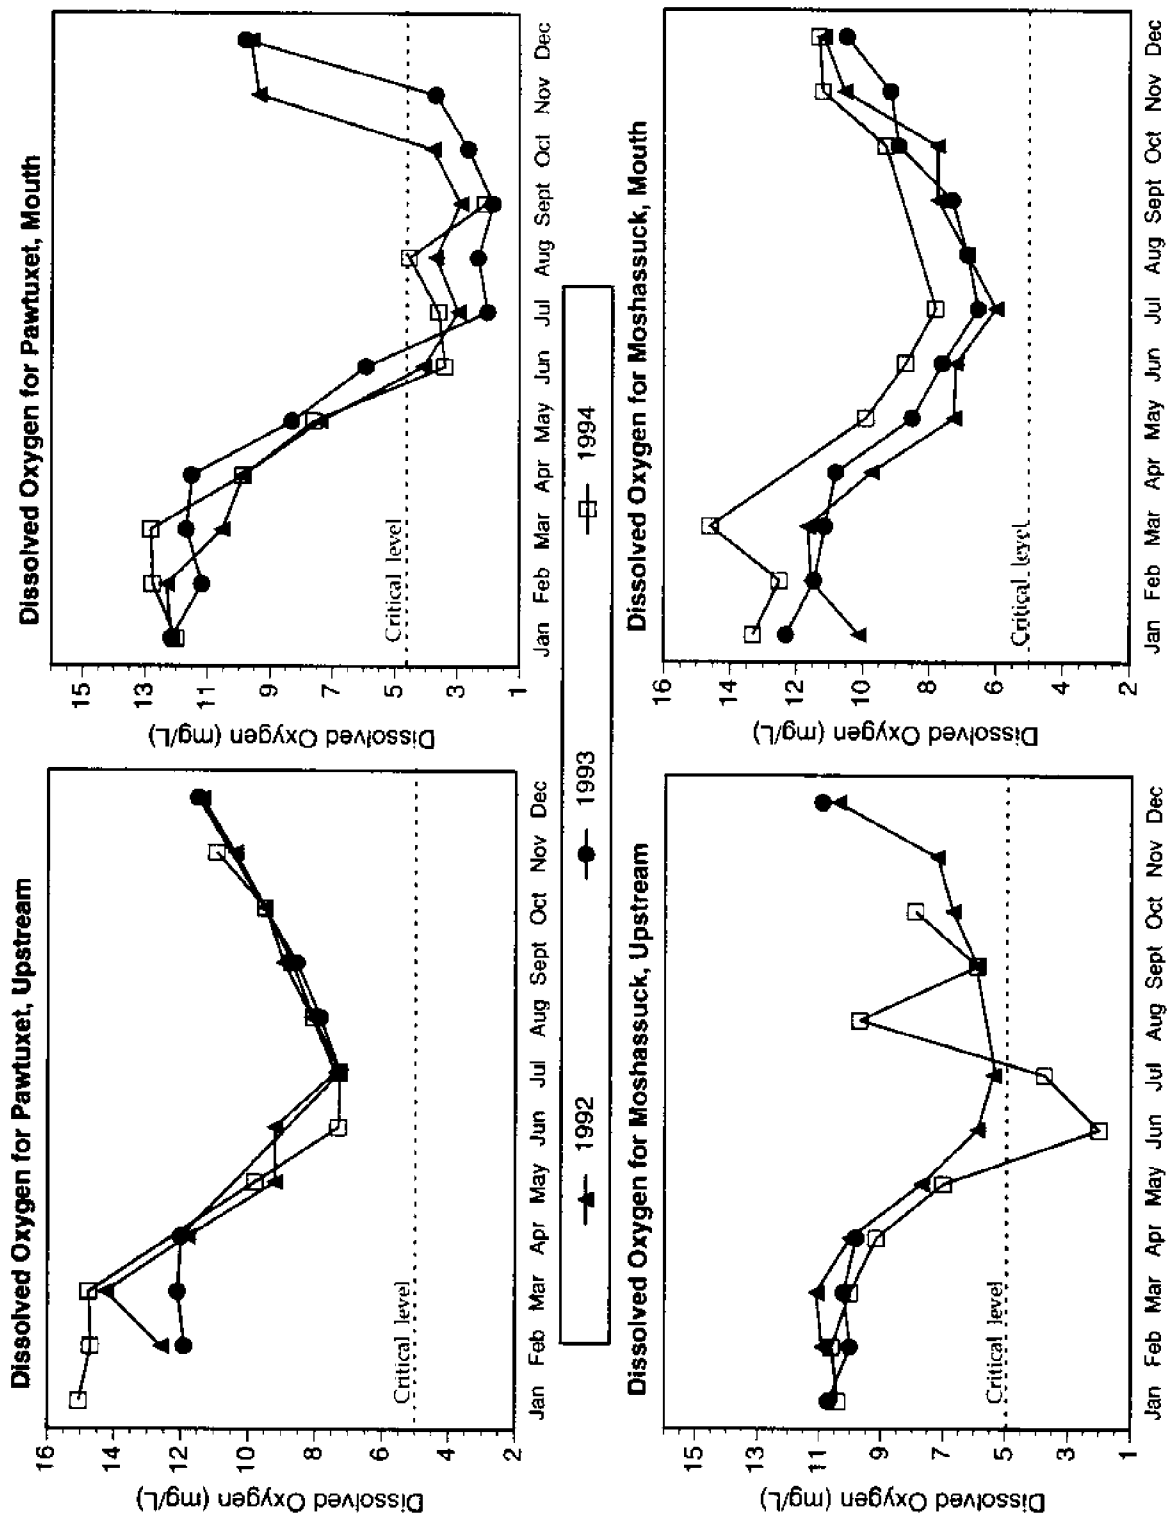 Dissolved Oxygen for Pawtuxet, Upstream
Dissolved Oxygen (mg/L)
16
14
12
10
8
6
4
2
Critical level
Jan Feb Mar Apr May Jun Jul Aug Sept Oct Nov Dec
Dissolved Oxygen for Pawtuxet, Mouth
Dissolved Oxygen (mg/L)
15
13
11
9
7
5
3
1
Critical level
Jan Feb Mar Apr May Jun Jul Aug Sept Oct Nov Dec
1992 1993 1994
Dissolved Oxygen for Moshassuck, Upstream
Dissolved Oxygen (mg/L)
15
13
11
9
7
5
3
1
Critical level
Jan Feb Mar Apr May Jun Jul Aug Sept Oct Nov Dec
Dissolved Oxygen for Moshassuck, Mouth
Dissolved Oxygen (mg/L)
16
14
12
10
8
6
4
2
Critical level
Jan Feb Mar Apr May Jun Jul Aug Sept Oct Nov Dec